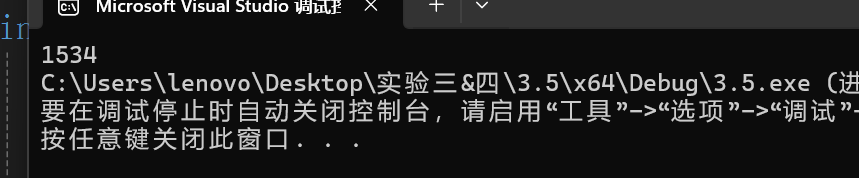 Microsoft Visual Studio 调试控
in
1534
C:\Users\lenovo\Desktop\实验三&四\3.5\x64\Debug\3.5.exe (进
要在调试停止时自动关闭控制台，请启用“工具”->“选项”->“调试”-
按任意键关闭此窗口. . .